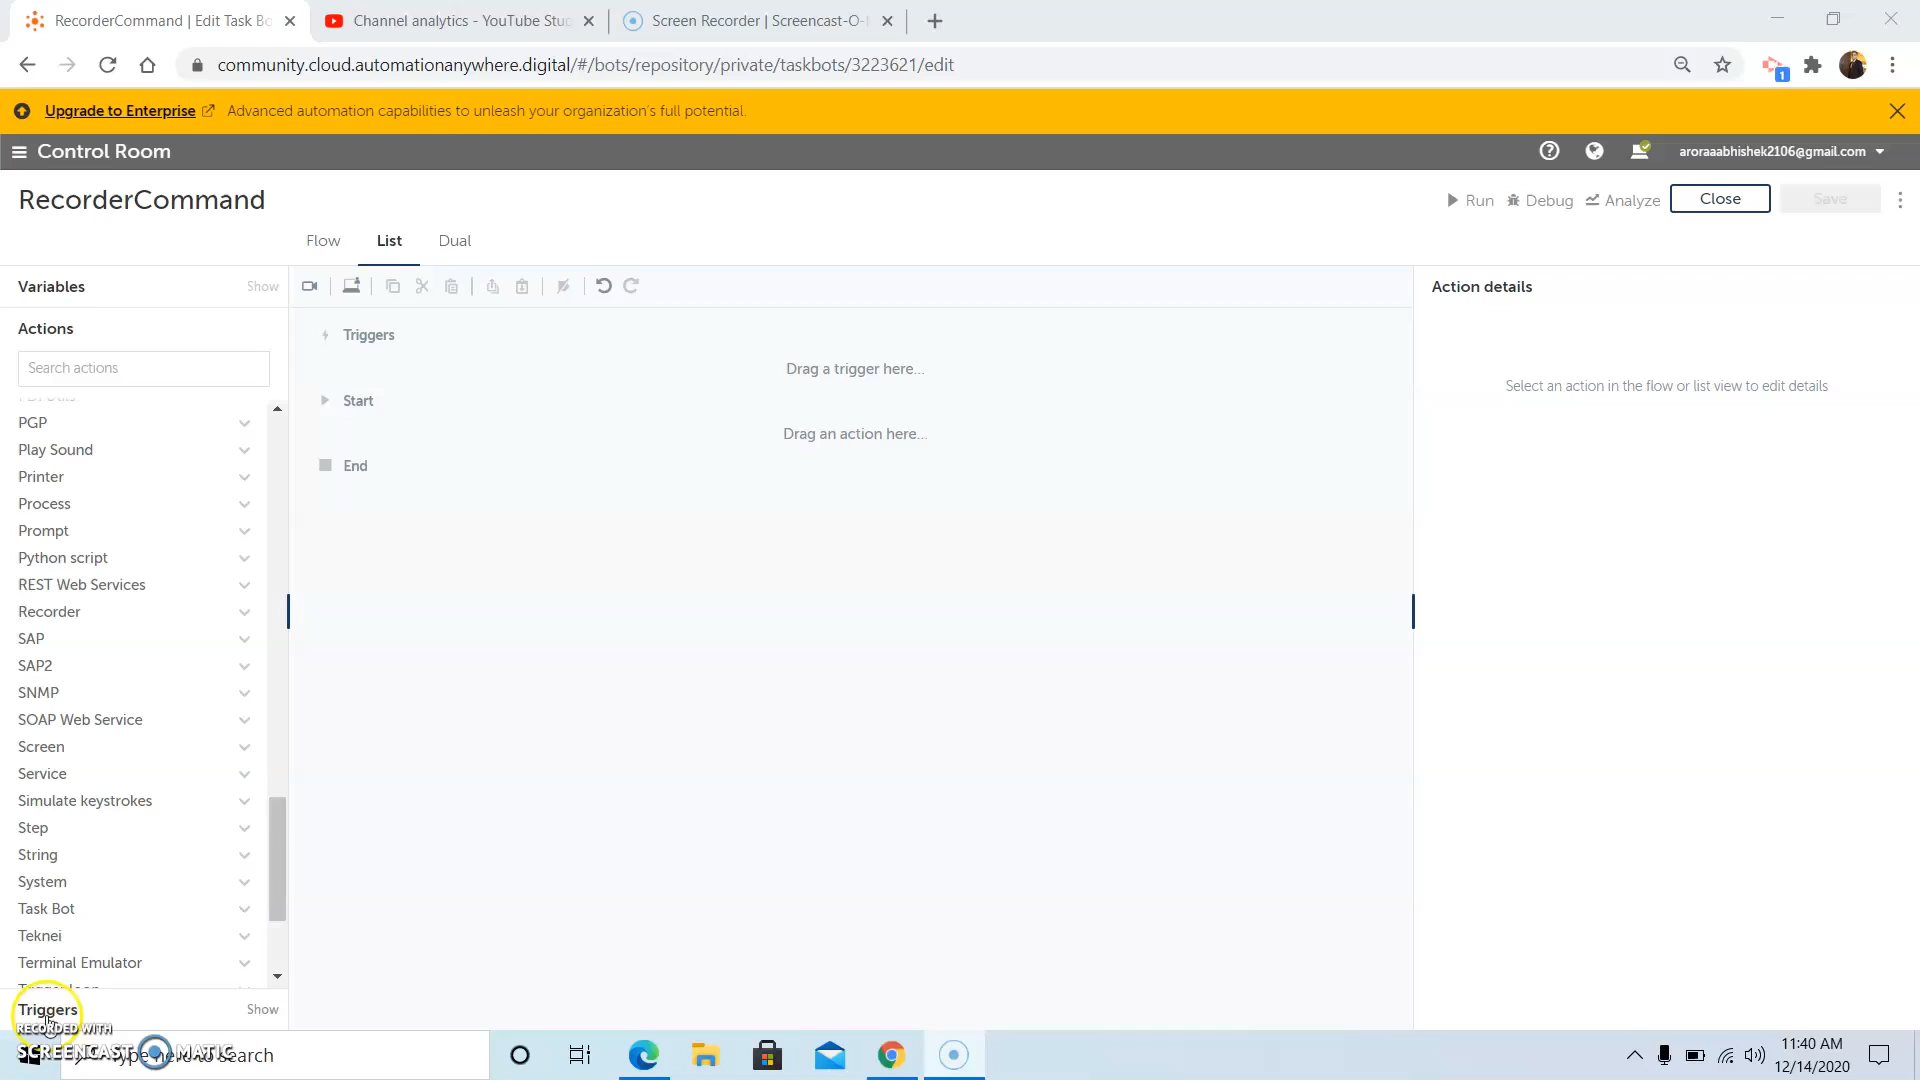 RecorderCommand | Edit Task Bo
Channel analytics - YouTube Stud
Screen Recorder | Screencast-O-
community.cloud.automationanywhere.digital/#/bots/repository/private/taskbots/3223621/edit
1
Upgrade to Enterprise
Advanced automation capabilities to unleash your organization's full potential.
Control Room
aroraaabhishek2106@gmail.com
RecorderCommand
Run
Debug
Analyze
Close
Save
Flow
List
Dual
Variables
Show
Action details
Actions
Triggers
Search actions
Drag a trigger here...
Select an action in the flow or list view to edit details
Start
PGP
Drag an action here...
Play Sound
End
Printer
Process
Prompt
Python script
REST Web Services
Recorder
SAP
SAP2
SNMP
SOAP Web Service
Screen
Service
Simulate keystrokes
Step
String
System
Task Bot
Teknei
Terminal Emulator
Triggers
Show
RECORDED WITH
SCREENCAST MATIC
Type here to search
11:40 AM
12/14/2020